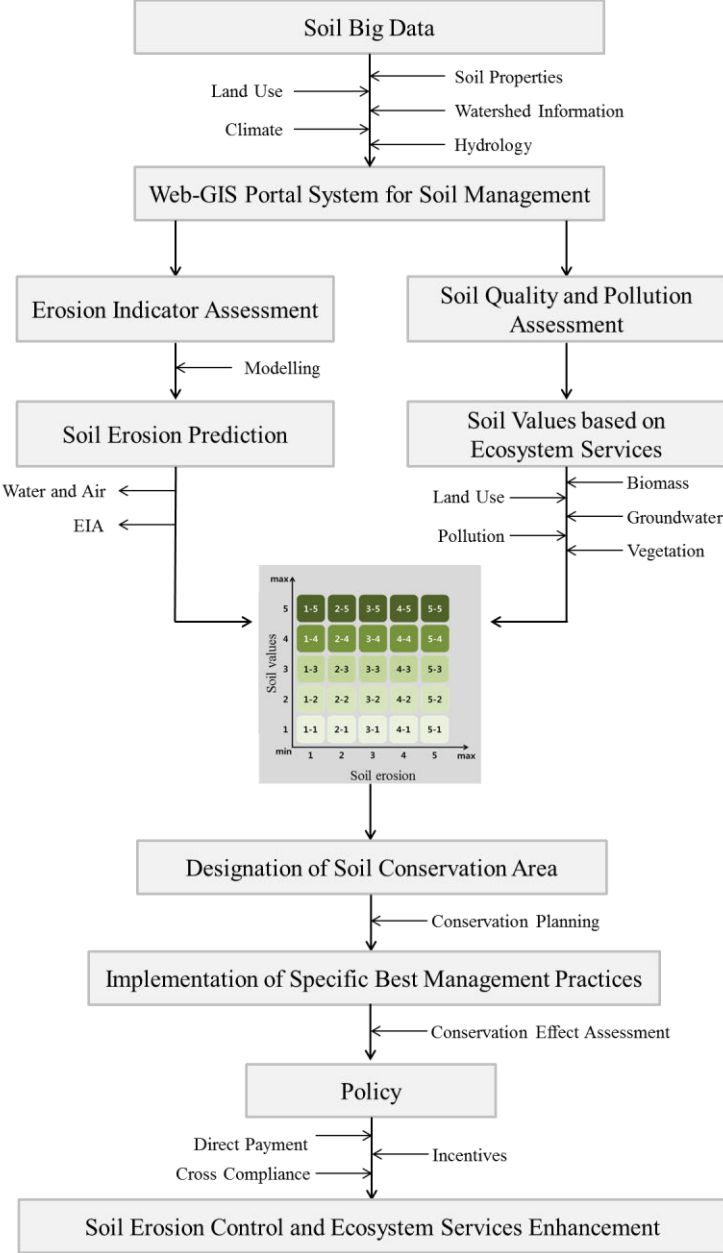 Soil Big Data
Soil Properties
Land Use
Watershed Information
Climate
Hydrology
Web-GIS Portal System for Soil Management
Erosion Indicator Assessment
Soil Quality and Pollution
Assessment
Modelling
Soil Erosion Prediction
Soil Values based on
Ecosystem Services
Water and Air
EIA
Biomass
Land Use
Groundwater
Pollution
Vegetation
max
5 1-5 2-5 3-5 4-5 5-5
4 1-4 2-4 3-4 4-4 5-4
3 1-3 2-3 3-3 4-3 5-3
2 1-2 2-2 3-2 4-2 5-2
1 1-1 2-1 3-1 4-1 5-1
Soil values
min 1 2 3 4 5 max
Soil erosion
Designation of Soil Conservation Area
Conservation Planning
Implementation of Specific Best Management Practices
Conservation Effect Assessment
Policy
Direct Payment
Incentives
Cross Compliance
Soil Erosion Control and Ecosystem Services Enhancement